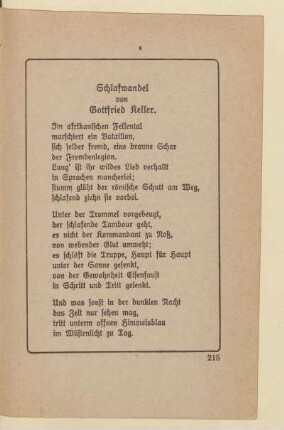 Schlafwandel
von
Gottfried Keller.
Im afrikanischen Felsental
marschiert ein Bataillon,
sich selber fremd, eine braune Schar
der Fremdenlegion.
Lang' ist ihr wildes Lied verhallt
in Sprachen mancherlei;
stumm glüht der römische Schutt am Weg,
schlafend ziehn sie vorbei.
Unter der Trommel vorgebeugt,
der schlafende Tambour geht,
es nickt der Kommandant zu Roß,
von webender Glut umweht;
es schläft die Truppe, Haupt für Haupt
unter der Sonne gesenkt,
von der Gewohnheit Eisenfaust
in Schritt und Tritt gelenkt.
Und was sonst in der dunklen Nacht
das Zelt nur sehen mag,
tritt unterm offnen Himmelsblau
im Wüstenlicht zu Tag.
215